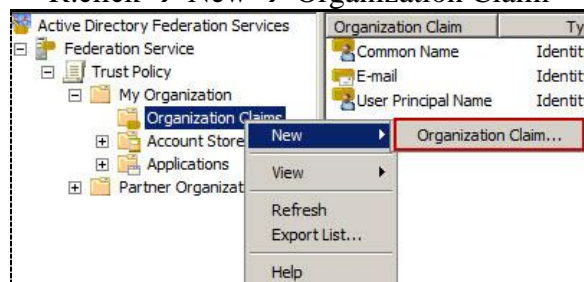 R.click → New → Organization Claim
Active Directory Federation Services
Federation Service
Trust Policy
My Organization
Organization Claims
Account Store
Applications
Partner Organizat
Organization Claim Ty
Common Name Identit
E-mail Identit
User Principal Name Identit
New
View
Refresh
Export List...
Help
Organization Claim...